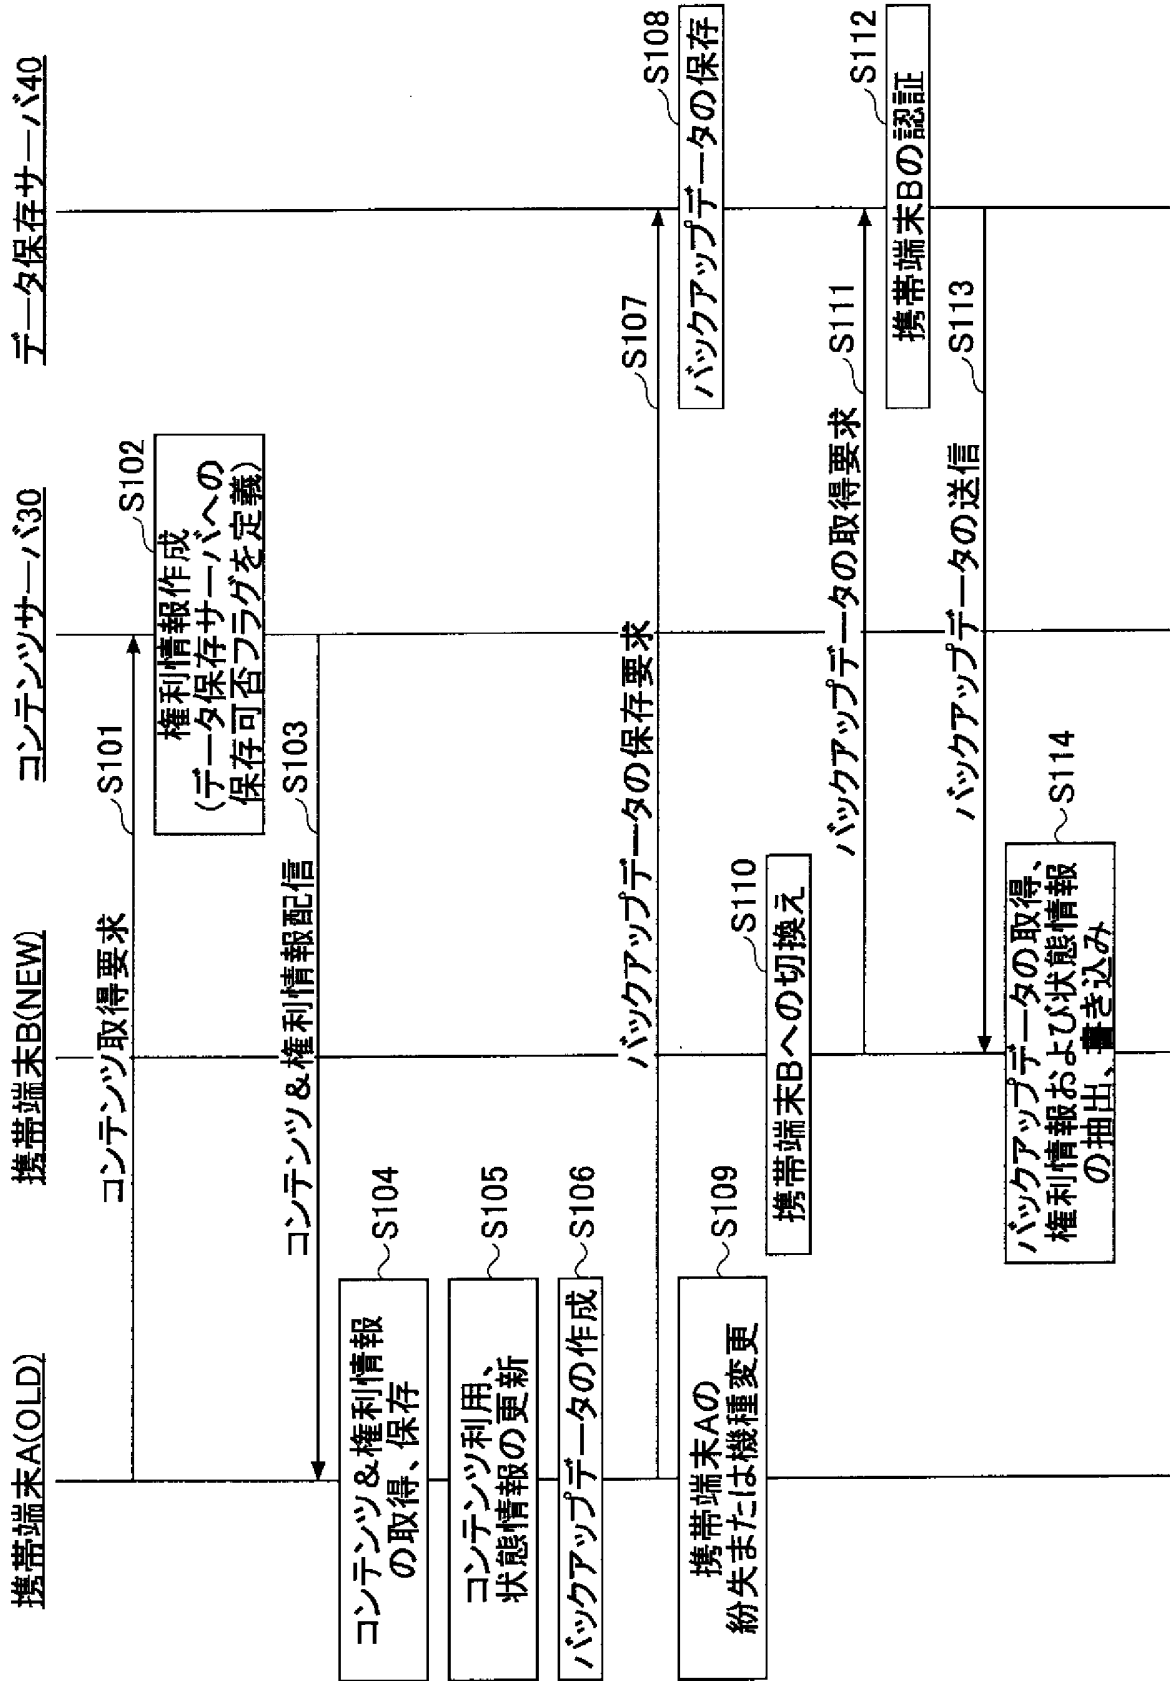 携帯端末A(OLD)
携帯端末B(NEW)
コンテンツサーバ30
データ保存サーバ40
コンテンツ取得要求
S101
S102
権利情報作成
(データ保存サーバへの
保存可否フラグを定義)
コンテンツ&権利情報配信
S103
コンテンツ&権利情報
の取得、保存
S104
コンテンツ利用、
状態情報の更新
S105
バックアップデータの作成
S106
バックアップデータの保存要求
S107
S108
バックアップデータの保存
携帯端末Aの
紛失または機種変更
S109
携帯端末Bへの切換え
S110
バックアップデータの取得要求
S111
S112
携帯端末Bの認証
バックアップデータの送信
S113
バックアップデータの取得、
権利情報および状態情報
の抽出、書き込み
S114